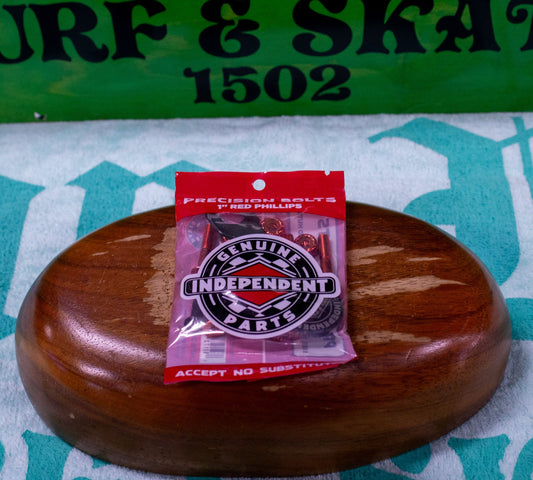 URF & SKAT
1502
PRECISION BOLTS
1" RED PHILLIPS
GENUINE
INDEPENDENT
PARTS
ACCEPT NO SUBSTITU